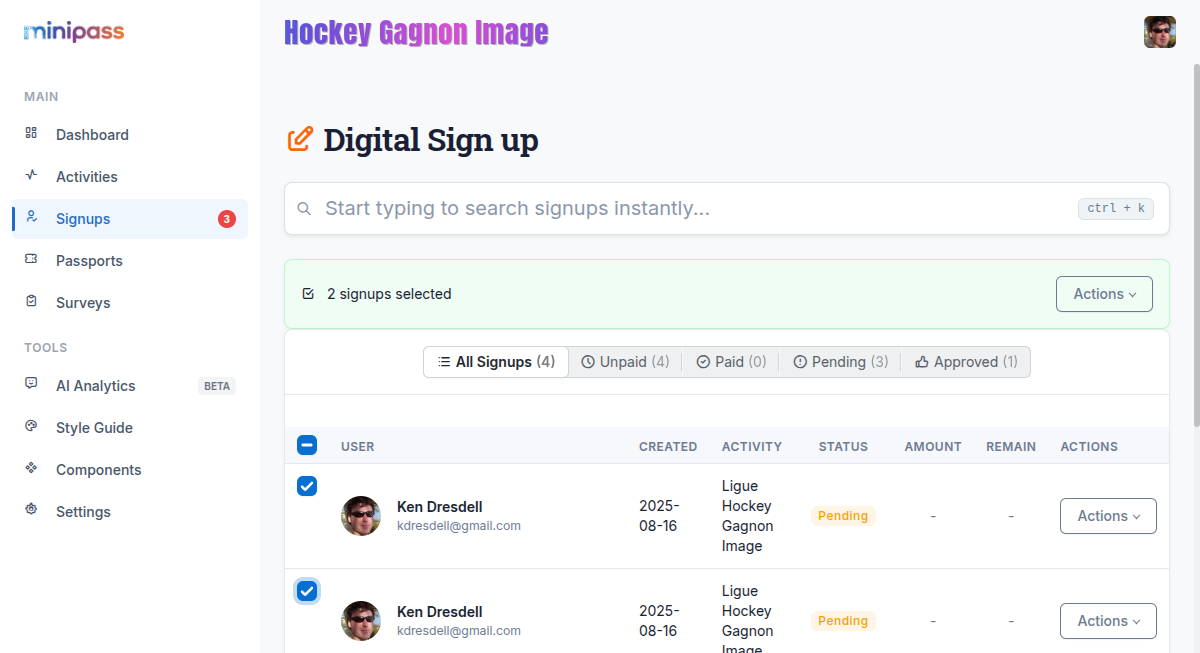 minipass
Hockey Gagnon Image
MAIN
Dashboard
Activities
Signups 3
Passports
Surveys
TOOLS
AI Analytics BETA
Style Guide
Components
Settings
Digital Sign up
Start typing to search signups instantly... ctrl + k
2 signups selected Actions
All Signups (4) Unpaid (4) Paid (0) Pending (3) Approved (1)
USER CREATED ACTIVITY STATUS AMOUNT REMAIN ACTIONS
Ken Dresdell
kdresdell@gmail.com
2025-
08-16
Ligue
Hockey
Gagnon
Image
Pending - - Actions
Ken Dresdell
kdresdell@gmail.com
2025-
08-16
Ligue
Hockey
Gagnon
Image
Pending - - Actions